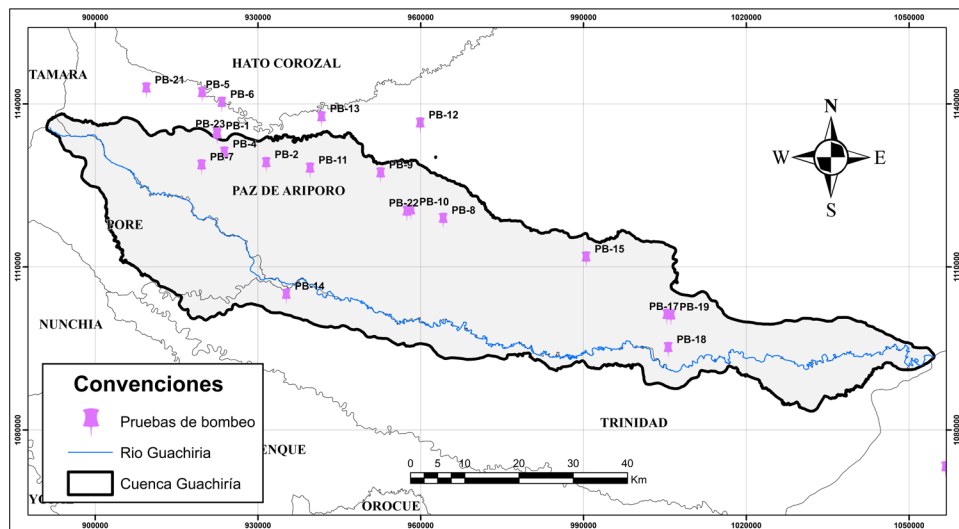 900000 930000 960000 990000 1020000 1050000
HATO COROZAL
TAMARA
PB-21 PB-5
PB-6
1140000 1140000
PB-13 PB-12
PB-23 PB-1
PB-4
PB-7 PB-2 PB-11 PB-9
PAZ DE ARIPORO
N
W E
S
PB-22 PB-10 PB-8
PORE
PB-15
1110000 1110000
PB-14
PB-17 PB-19
NUNCHIA
PB-18
Convenciones
Pruebas de bombeo
Rio Guachiria
Cuenca Guachiría
TRINIDAD
1080000 1080000
ENQUE
0 5 10 20 30 40
Km
OROCUE
900000 930000 960000 990000 1020000 1050000